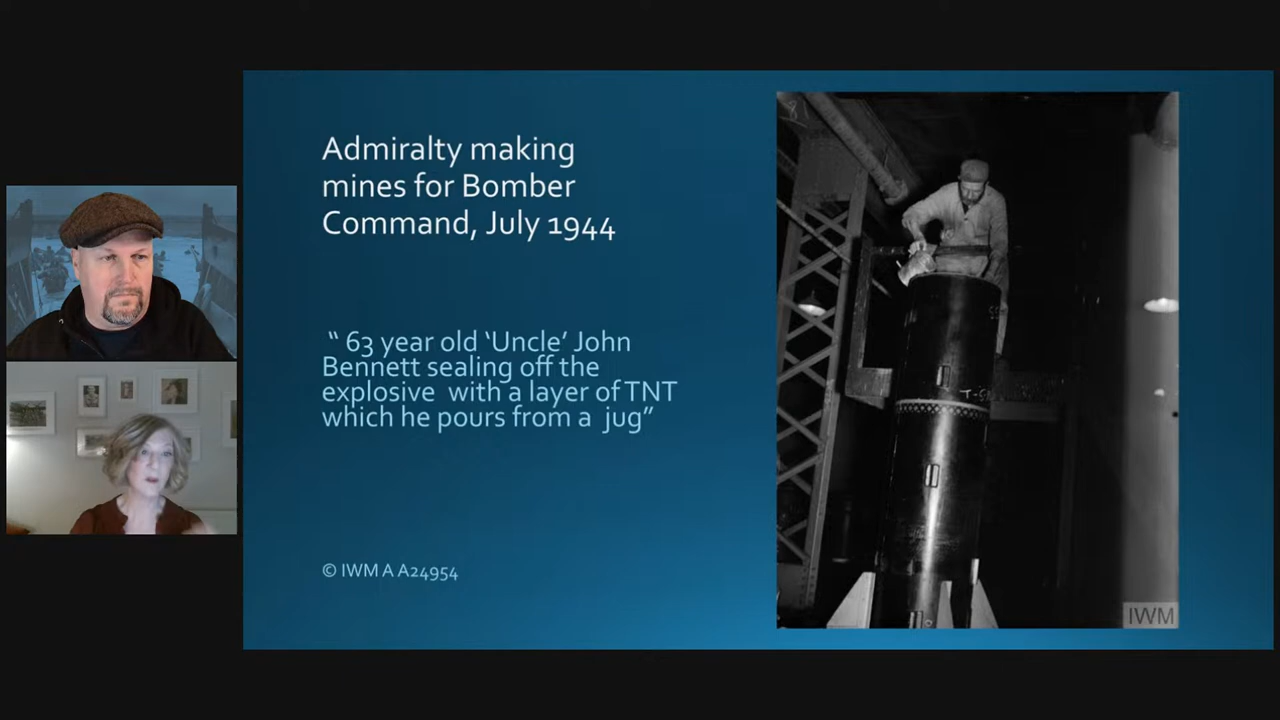 Admiralty making
mines for Bomber
Command, July 1944
“ 63 year old ‘Uncle’ John
Bennett sealing off the
explosive with a layer of TNT
which he pours from a jug”
© IWM A A24954
IWM